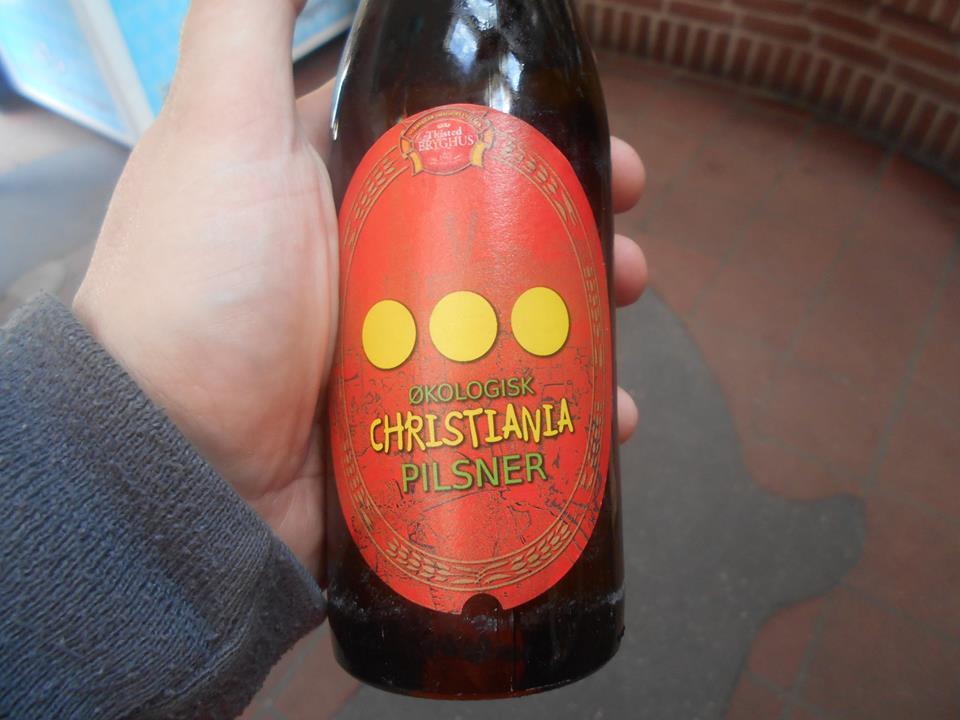 Thisted
BRYGHUS
ØKOLOGISK
CHRISTIANIA
PILSNER